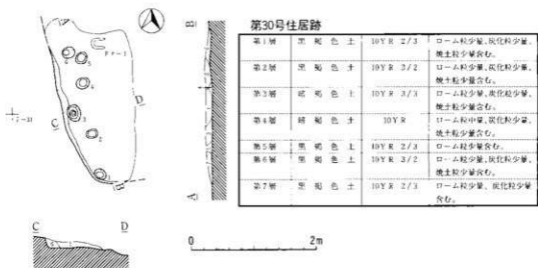 第30号住居跡
第1層 黒褐色土 10YR 2/3 ローム粒少量、炭化粒少量、
焼土粒少量含む。
第2層 黒褐色土 10YR 3/2 ローム粒少量、炭化粒少量、
焼土粒少量含む。
第3層 暗褐色土 10YR 3/3 ローム粒少量、炭化粒少量、
焼土粒少量含む。
第4層 暗褐色土 10YR ローム粒中量、炭化粒少量、
焼土粒少量含む。
第5層 黒褐色土 10YR 2/3 ローム粒少量含む。
第6層 黒褐色土 10YR 3/2 ローム粒少量、炭化粒少量、
焼土粒少量含む。
第7層 黒褐色土 10YR 2/3 ローム粒少量、炭化粒少量
含む。
B
A
C
D
C
D
0 2m